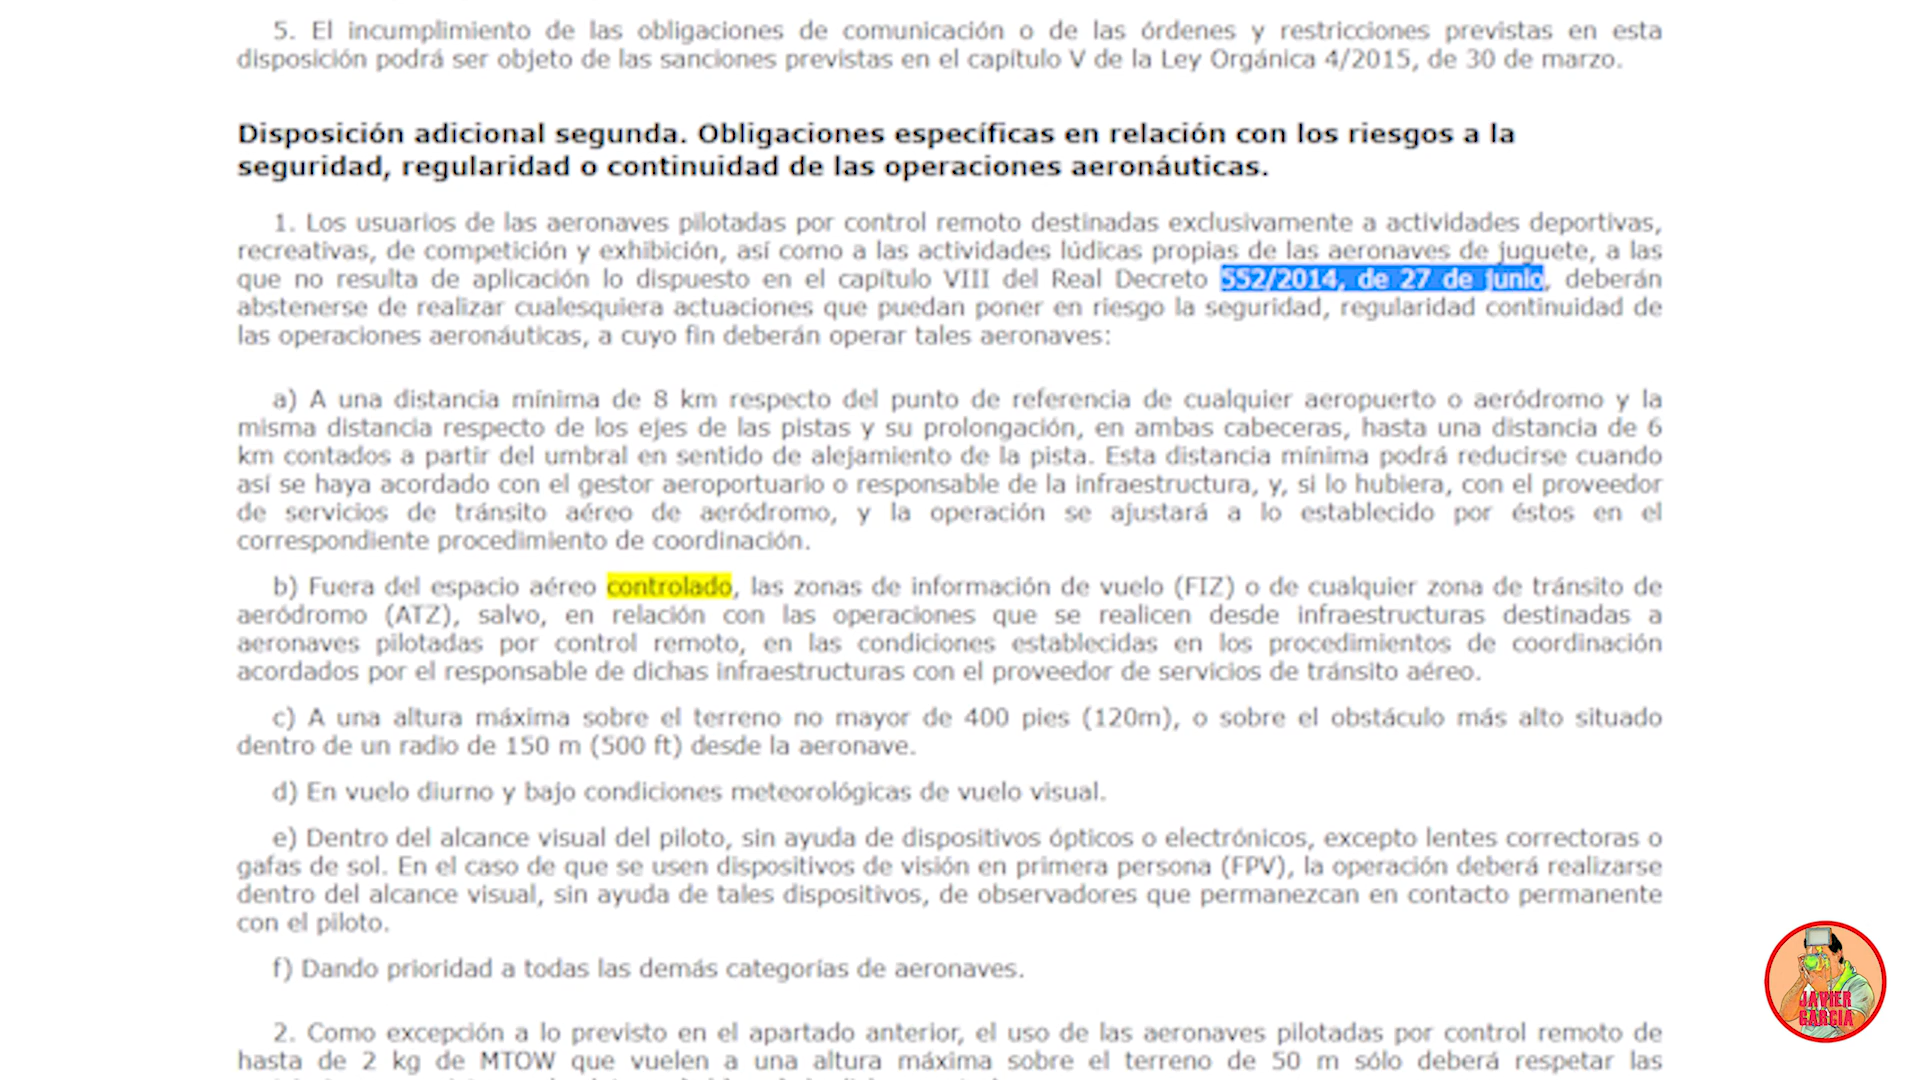 5. El incumplimiento de las obligaciones de comunicación o de las órdenes y restricciones previstas en esta
disposición podrá ser objeto de las sanciones previstas en el capítulo V de la Ley Orgánica 4/2015, de 30 de marzo.
Disposición adicional segunda. Obligaciones específicas en relación con los riesgos a la
seguridad, regularidad o continuidad de las operaciones aeronáuticas.
1. Los usuarios de las aeronaves pilotadas por control remoto destinadas exclusivamente a actividades deportivas,
recreativas, de competición y exhibición, así como a las actividades lúdicas propias de las aeronaves de juguete, a las
que no resulta de aplicación lo dispuesto en el capítulo VIII del Real Decreto 552/2014, de 27 de junio, deberán
abstenerse de realizar cualesquiera actuaciones que puedan poner en riesgo la seguridad, regularidad continuidad de
las operaciones aeronáuticas, a cuyo fin deberán operar tales aeronaves:
a) A una distancia mínima de 8 km respecto del punto de referencia de cualquier aeropuerto o aeródromo y la
misma distancia respecto de los ejes de las pistas y su prolongación, en ambas cabeceras, hasta una distancia de 6
km contados a partir del umbral en sentido de alejamiento de la pista. Esta distancia mínima podrá reducirse cuando
así se haya acordado con el gestor aeroportuario o responsable de la infraestructura, y, si lo hubiera, con el proveedor
de servicios de tránsito aéreo de aeródromo, y la operación se ajustará a lo establecido por éstos en el
correspondiente procedimiento de coordinación.
b) Fuera del espacio aéreo controlado, las zonas de información de vuelo (FIZ) o de cualquier zona de tránsito de
aeródromo (ATZ), salvo, en relación con las operaciones que se realicen desde infraestructuras destinadas a
aeronaves pilotadas por control remoto, en las condiciones establecidas en los procedimientos de coordinación
acordados por el responsable de dichas infraestructuras con el proveedor de servicios de tránsito aéreo.
c) A una altura máxima sobre el terreno no mayor de 400 pies (120m), o sobre el obstáculo más alto situado
dentro de un radio de 150 m (500 ft) desde la aeronave.
d) En vuelo diurno y bajo condiciones meteorológicas de vuelo visual.
e) Dentro del alcance visual del piloto, sin ayuda de dispositivos ópticos o electrónicos, excepto lentes correctoras o
gafas de sol. En el caso de que se usen dispositivos de visión en primera persona (FPV), la operación deberá realizarse
dentro del alcance visual, sin ayuda de tales dispositivos, de observadores que permanezcan en contacto permanente
con el piloto.
f) Dando prioridad a todas las demás categorías de aeronaves.
2. Como excepción a lo previsto en el apartado anterior, el uso de las aeronaves pilotadas por control remoto de
hasta de 2 kg de MTOW que vuelen a una altura máxima sobre el terreno de 50 m sólo deberá respetar las
JAVIER
GARCIA